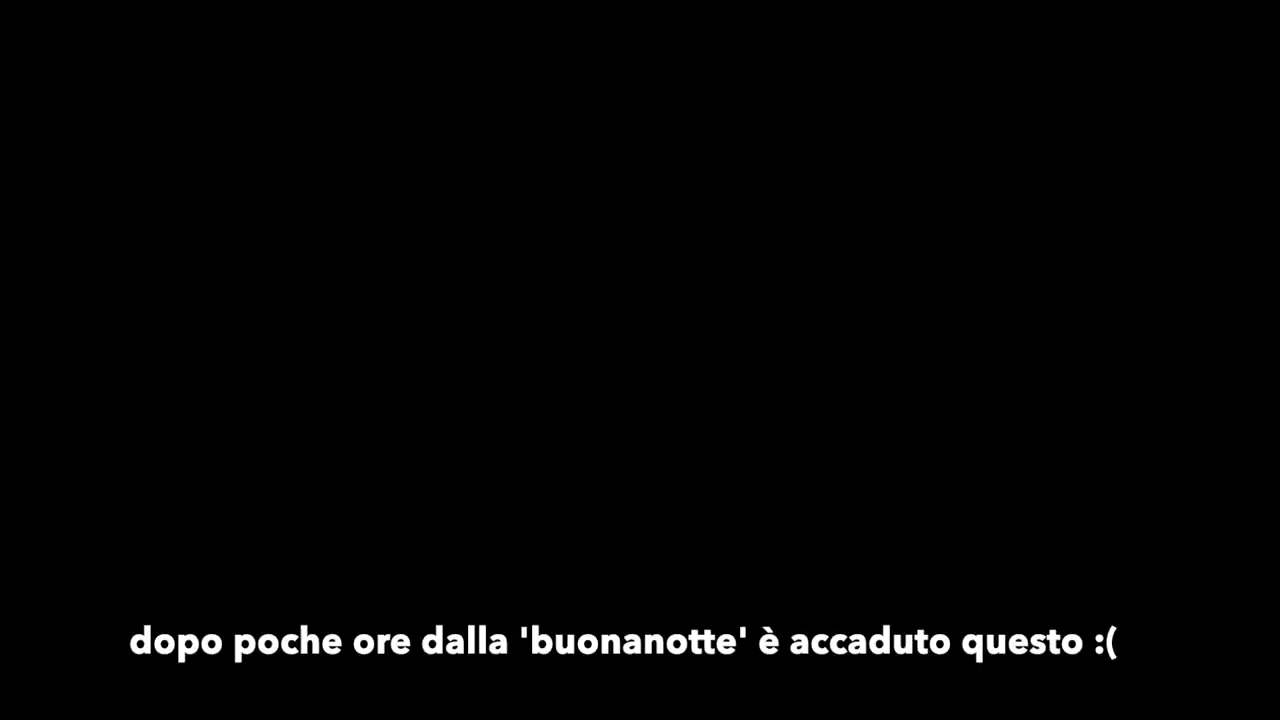 dopo poche ore dalla 'buonanotte' è accaduto questo :(